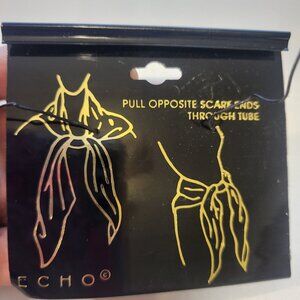 PULL OPPOSITE SCARF ENDS
THROUGH TUBE
ECHO©